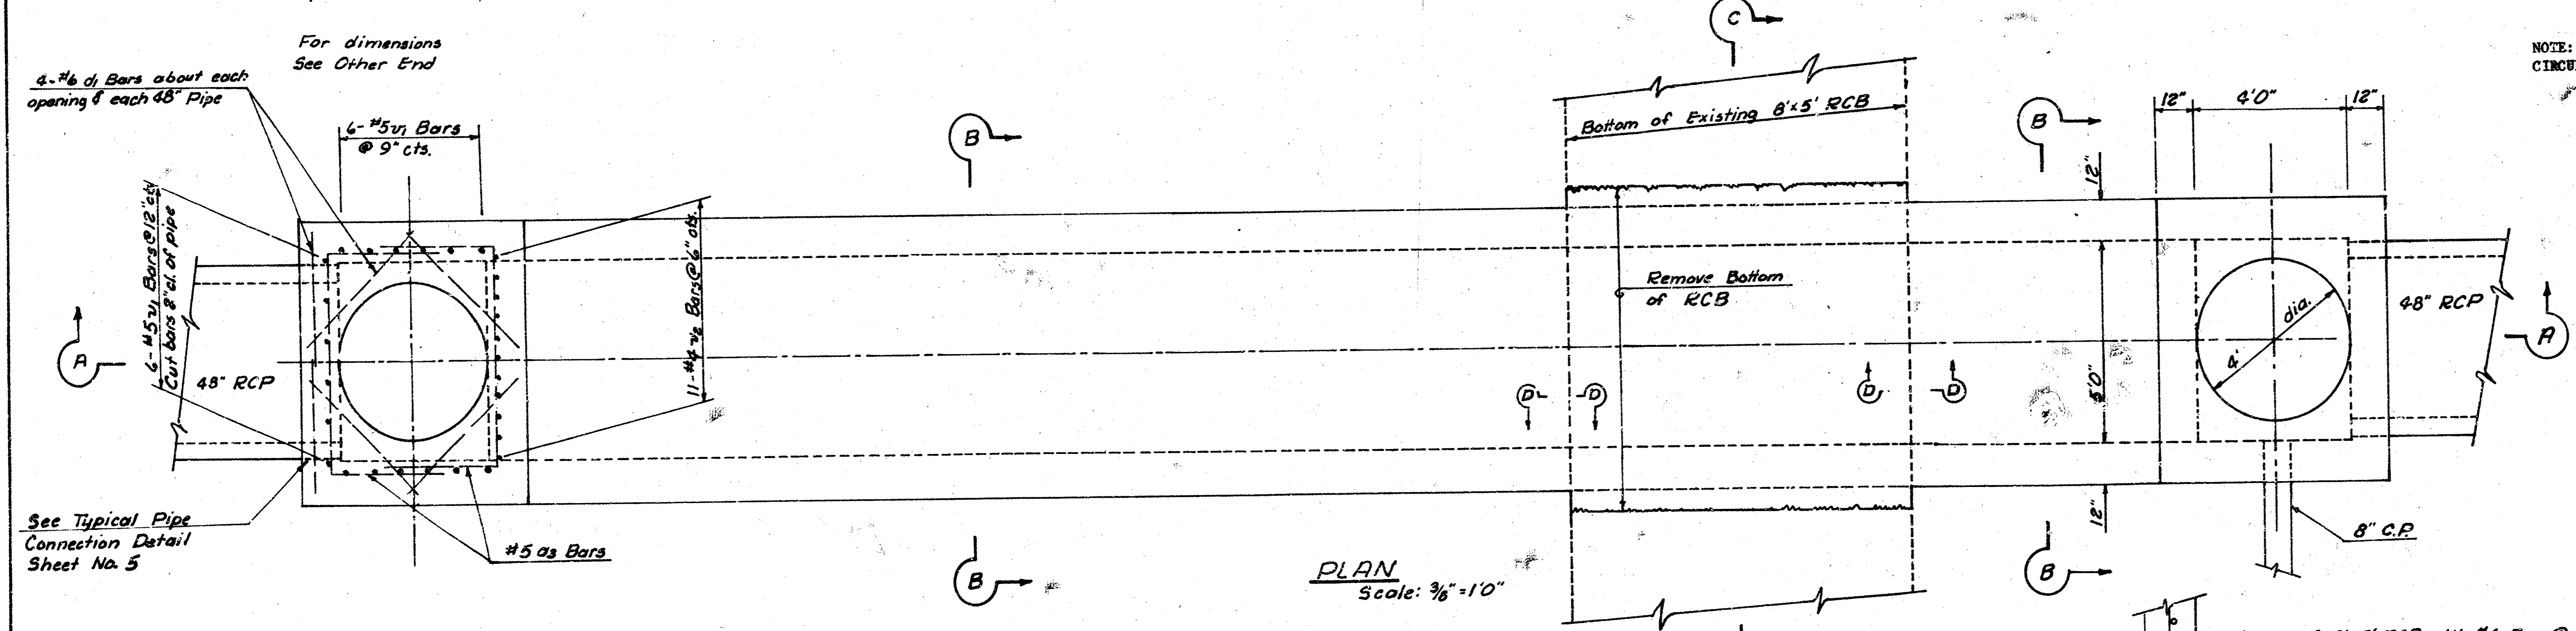 For dimensions
See Other End
4-#6 d₁ Bars about each
opening & each 48" Pipe
6-#5 v₁ Bars
@ 9" cts.
6-#5 v₁ Bars @ 12" cts
Cut bars 2" cl. of pipe
11-#4 v₂ Bars @ 6" cts.
48" RCP
A
B
B
See Typical Pipe
Connection Detail
Sheet No. 5
#5 a₃ Bars
PLAN
Scale: 3/8" = 1'0"
C
Bottom of Existing 8'x5' RCB
Remove Bottom
of RCB
D
D
D
D
B
B
12"
12"
5'0"
12"
4'0"
12"
4' dia.
48" RCP
A
8" C.P.
NOTE: